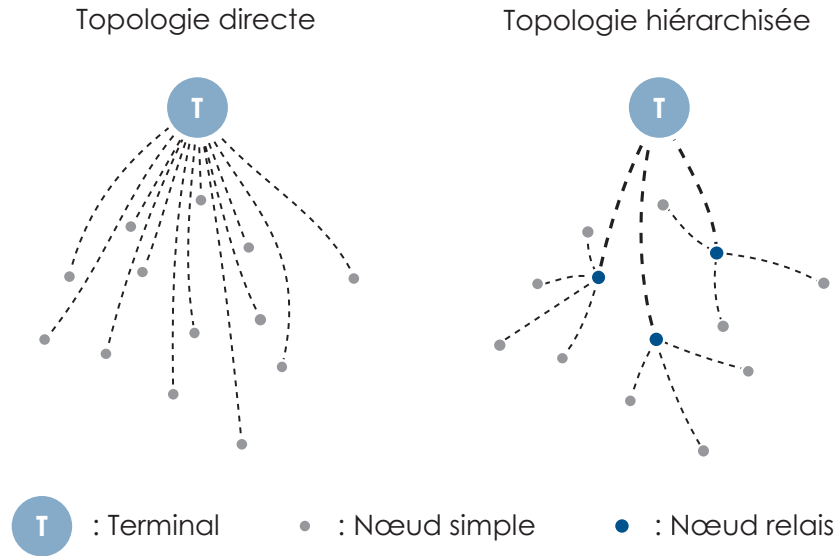 Topologie directe
Topologie hiérarchisée
T
T
T : Terminal
: Nœud simple
: Nœud relais